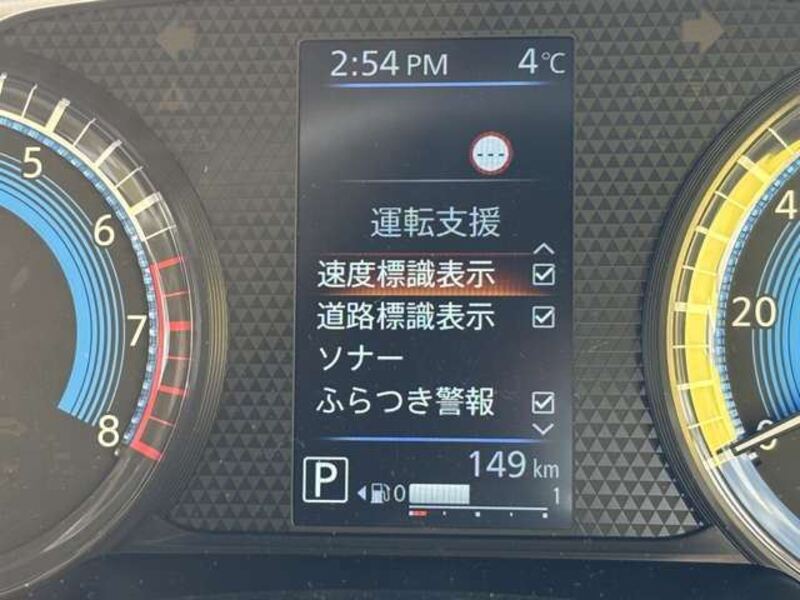 2:54 PM 4℃
---
運転支援
速度標識表示
道路標識表示
ソナー
ふらつき警報
149 km
P 0 1
5
6
7
8
4
20
0